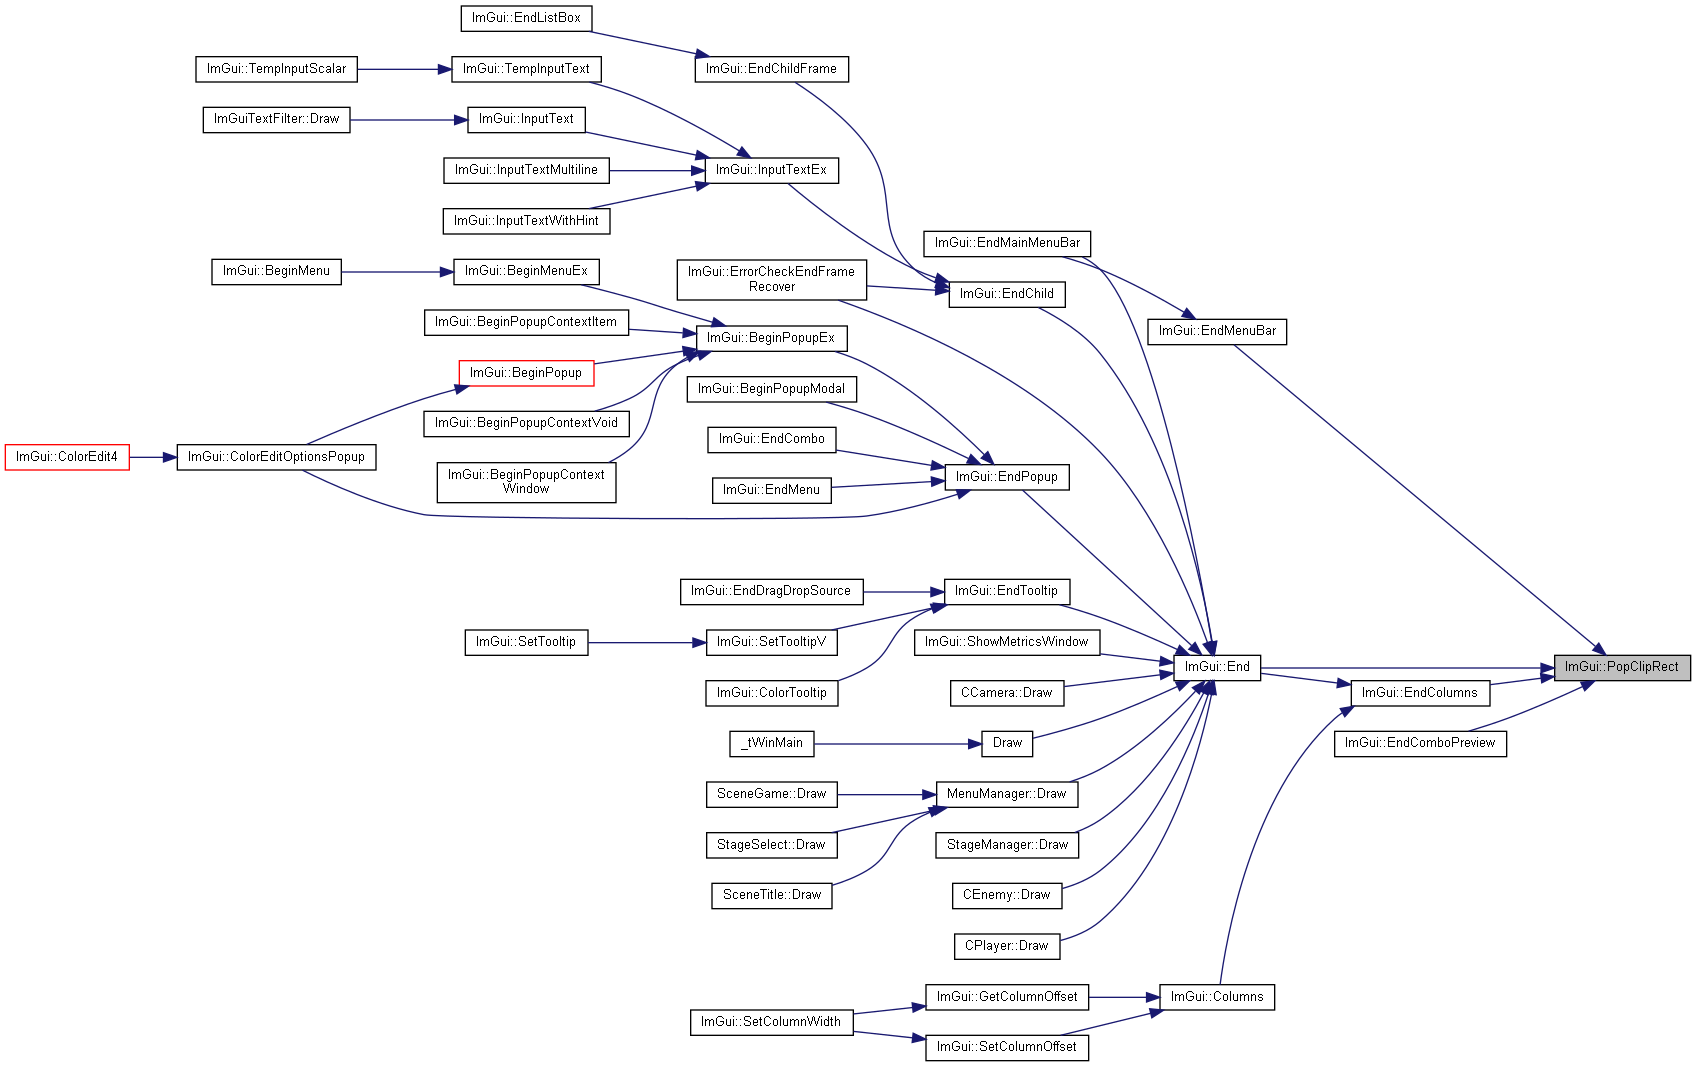 ImGui::EndListBox
ImGui::TempInputScalar
ImGui::TempInputText
ImGui::EndChildFrame
ImGuiTextFilter::Draw
ImGui::InputText
ImGui::InputTextMultiline
ImGui::InputTextEx
ImGui::InputTextWithHint
ImGui::EndMainMenuBar
ImGui::BeginMenu
ImGui::BeginMenuEx
ImGui::ErrorCheckEndFrame
Recover
ImGui::EndChild
ImGui::BeginPopupContextItem
ImGui::BeginPopupEx
ImGui::EndMenuBar
ImGui::BeginPopup
ImGui::BeginPopupModal
ImGui::BeginPopupContextVoid
ImGui::EndCombo
ImGui::ColorEdit4
ImGui::ColorEditOptionsPopup
ImGui::BeginPopupContext
Window
ImGui::EndMenu
ImGui::EndPopup
ImGui::EndDragDropSource
ImGui::EndTooltip
ImGui::SetTooltip
ImGui::SetTooltipV
ImGui::ShowMetricsWindow
ImGui::End
ImGui::PopClipRect
ImGui::ColorTooltip
CCamera::Draw
ImGui::EndColumns
_tWinMain
Draw
ImGui::EndComboPreview
SceneGame::Draw
MenuManager::Draw
StageSelect::Draw
StageManager::Draw
SceneTitle::Draw
CEnemy::Draw
CPlayer::Draw
ImGui::GetColumnOffset
ImGui::Columns
ImGui::SetColumnWidth
ImGui::SetColumnOffset